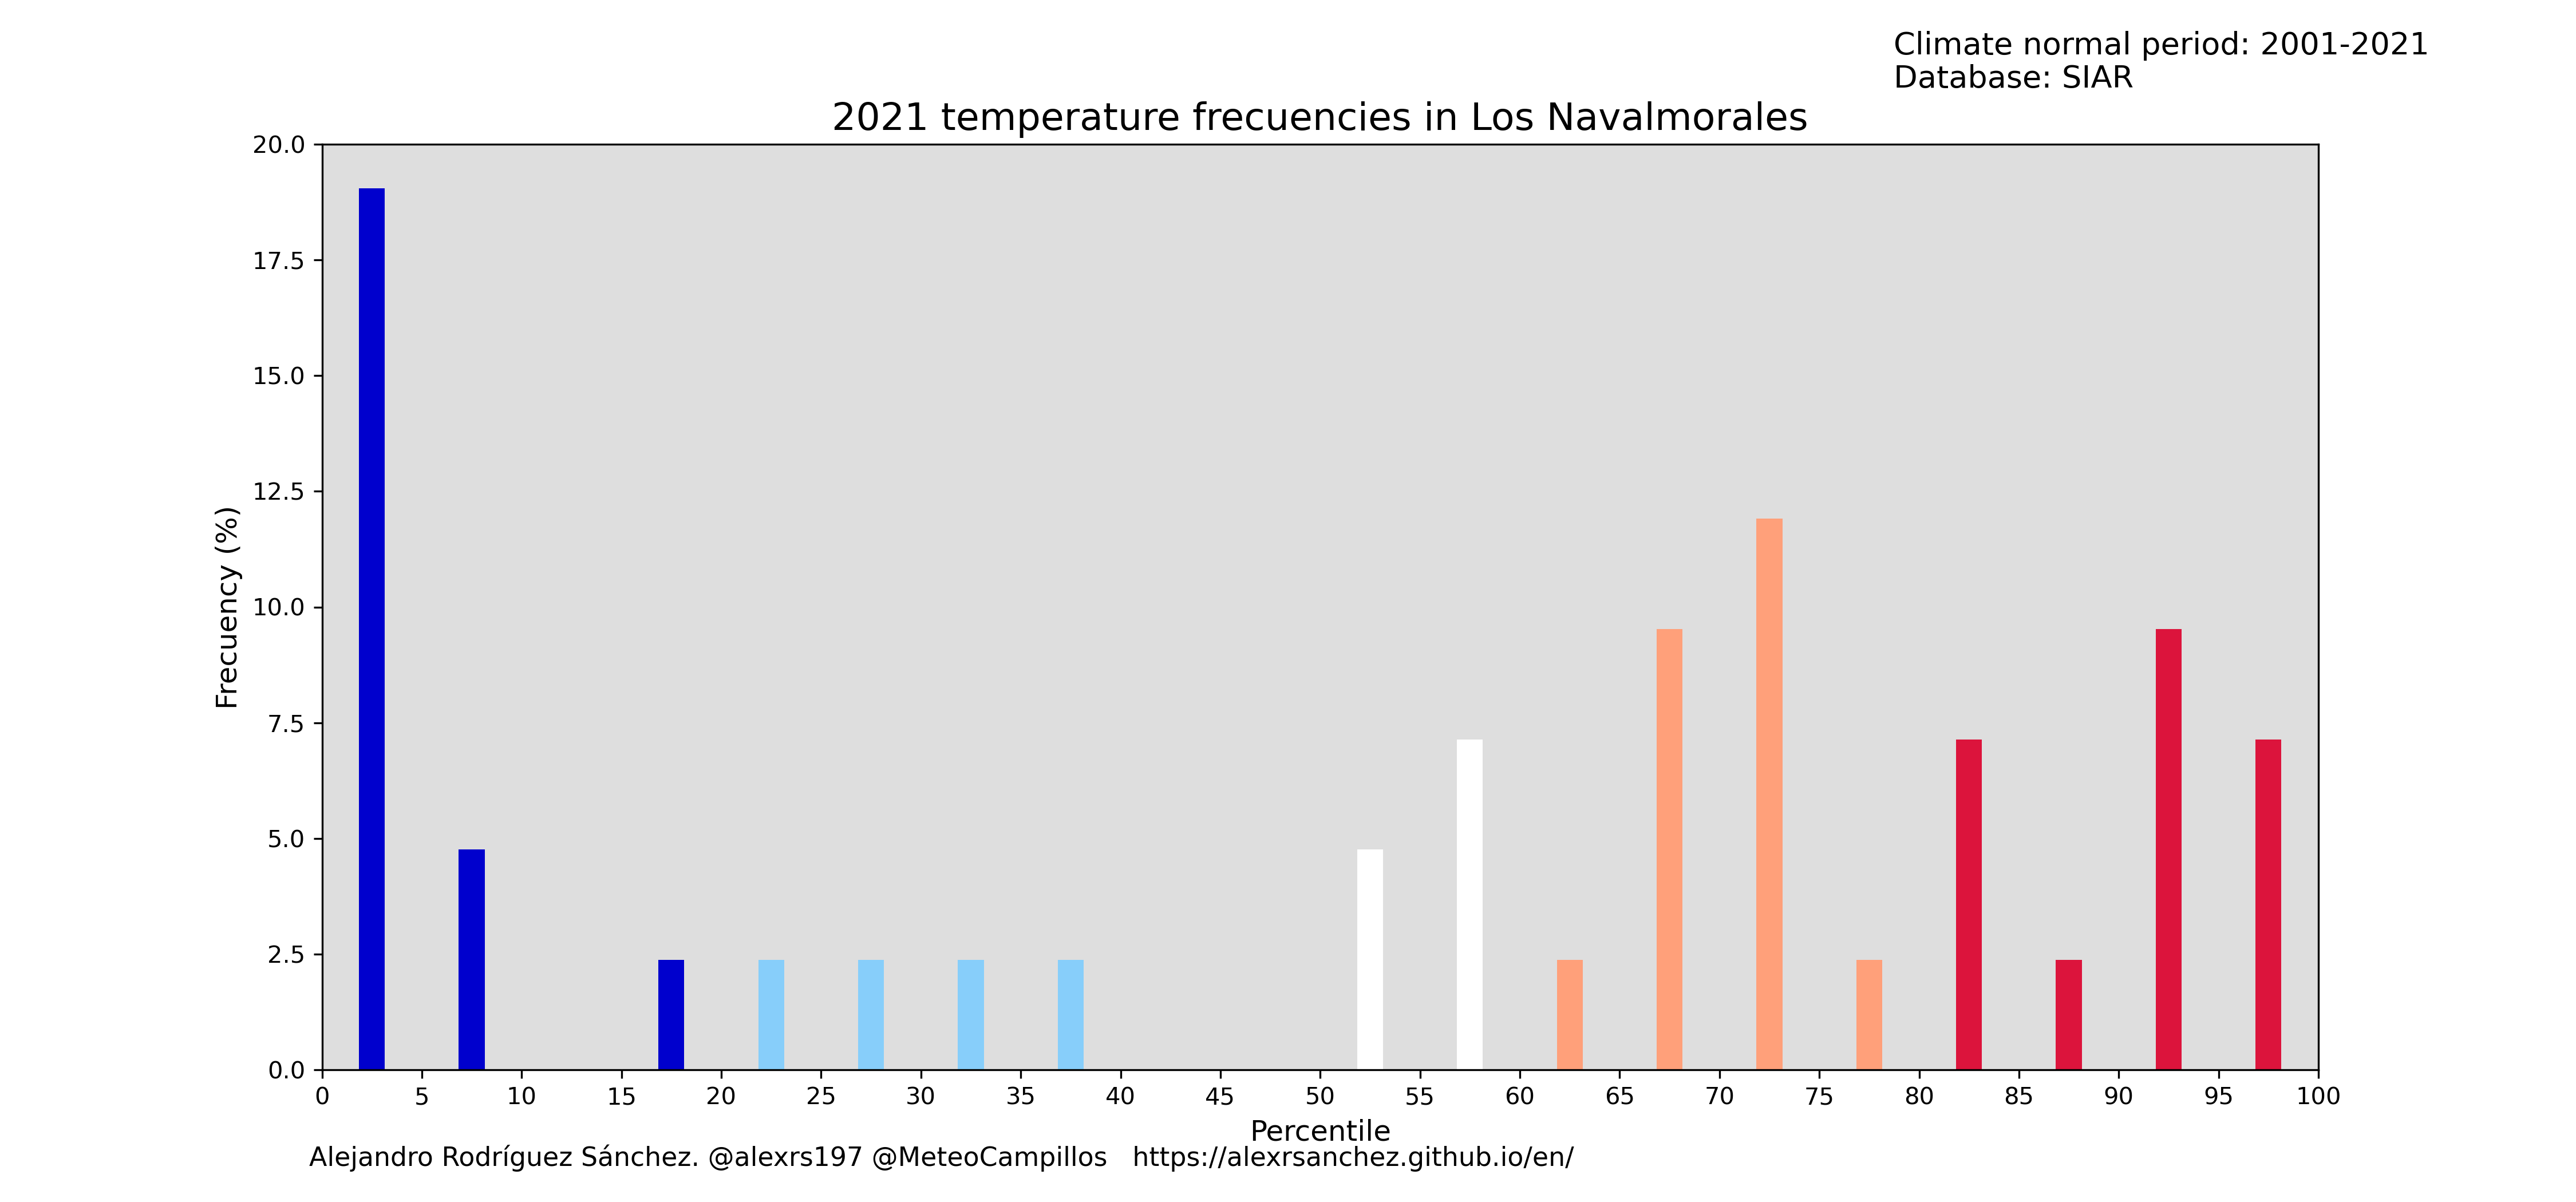 Climate normal period: 2001-2021
Database: SIAR
2021 temperature frecuencies in Los Navalmorales
20.0
17.5
15.0
12.5
10.0
7.5
5.0
2.5
0.0
Frecuency (%)
0 5 10 15 20 25 30 35 40 45 50 55 60 65 70 75 80 85 90 95 100
Percentile
Alejandro Rodríguez Sánchez. @alexrs197 @MeteoCampillos https://alexrsanchez.github.io/en/